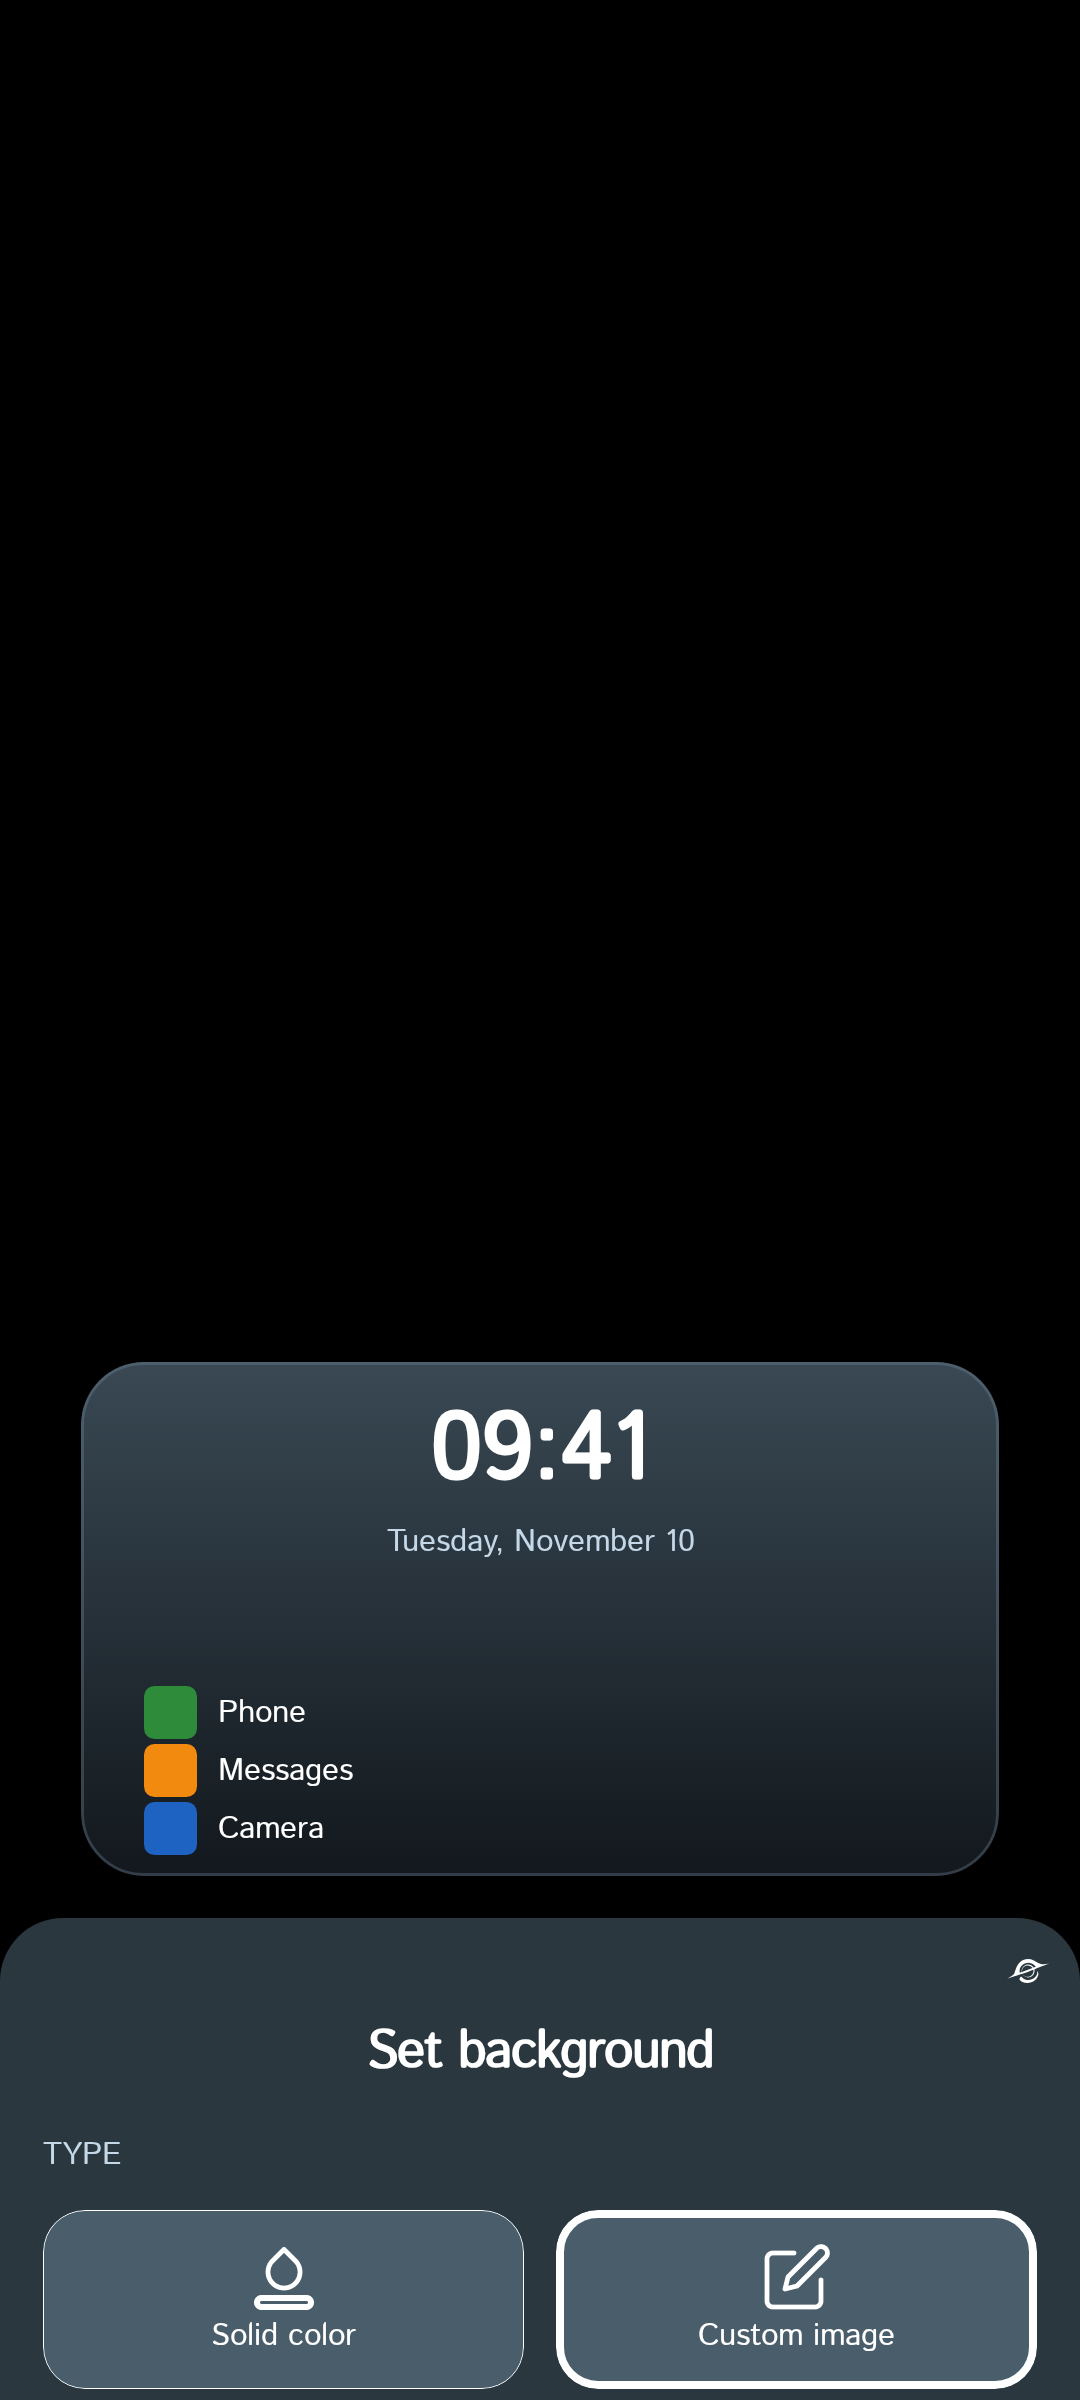 09:41
Tuesday, November 10
Phone
Messages
Camera
Set background
TYPE
Solid color
Custom image